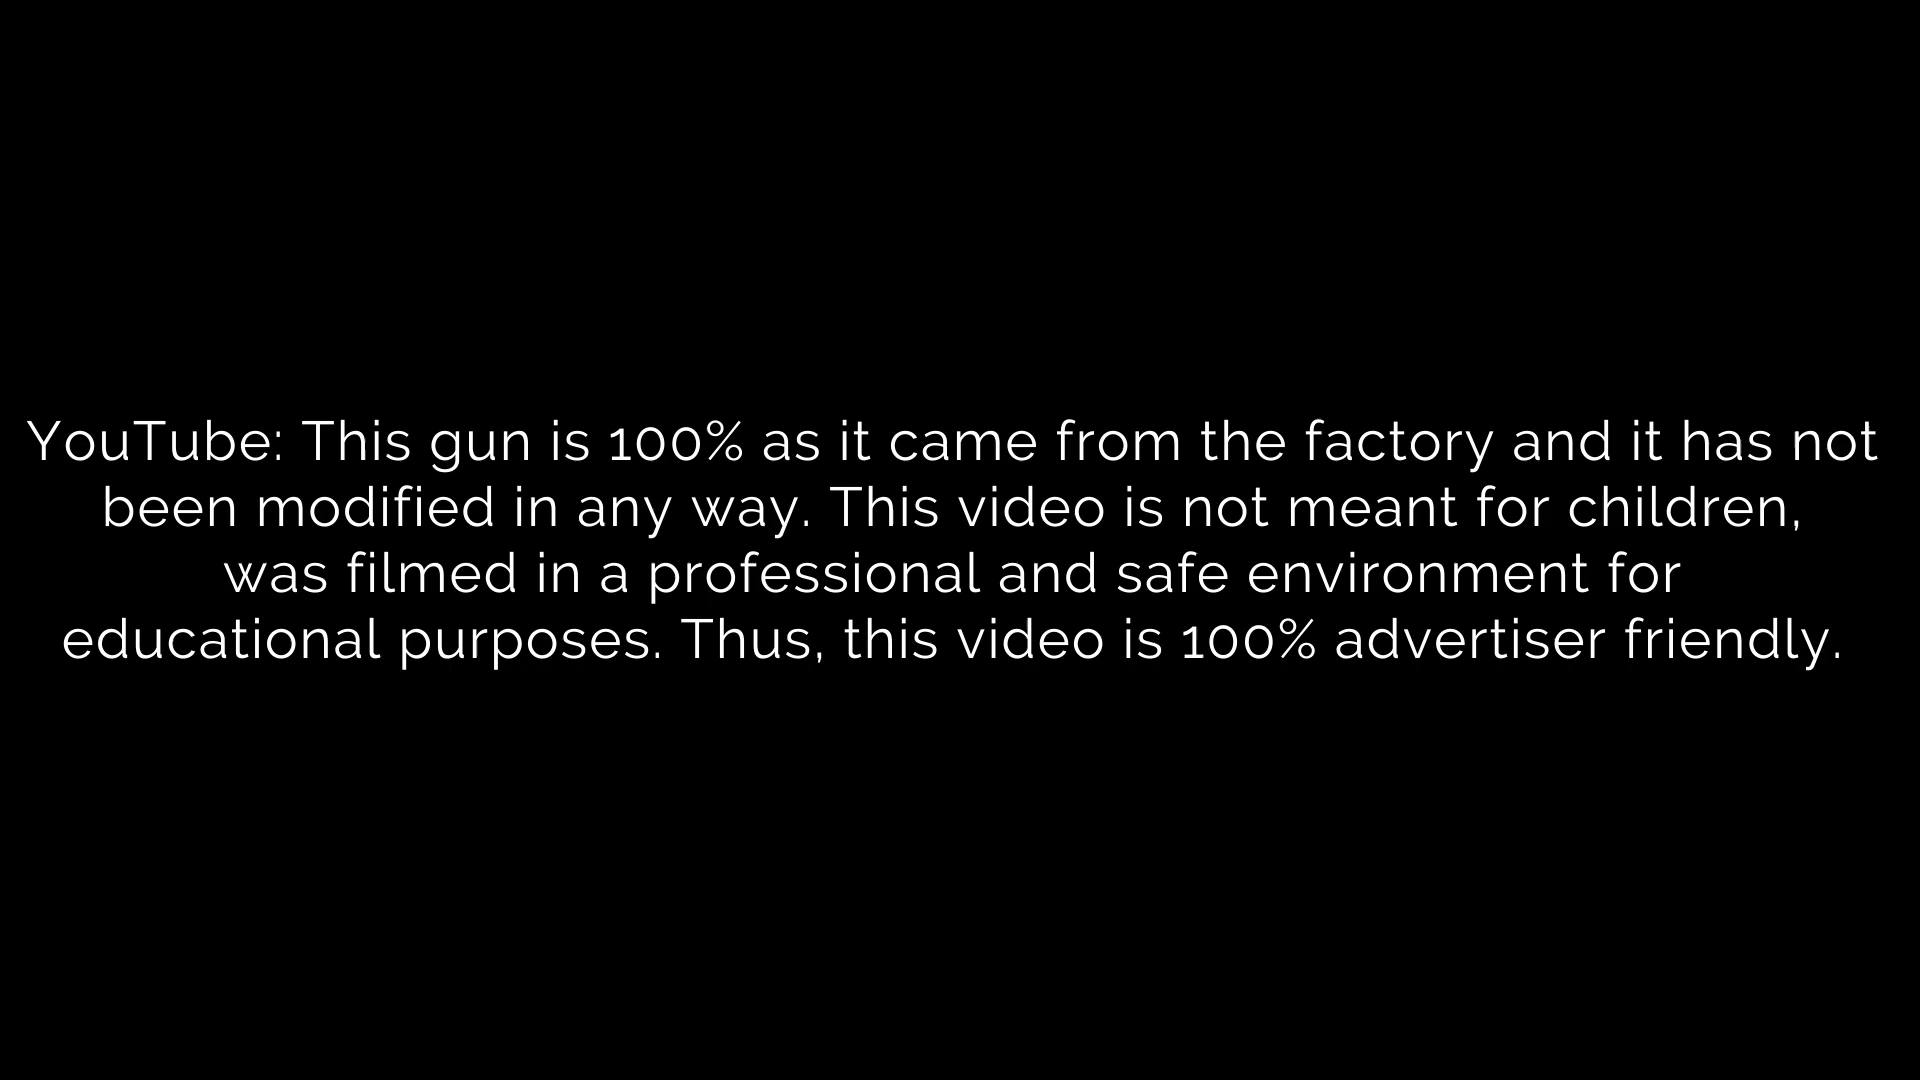 YouTube: This gun is 100% as it came from the factory and it has not
been modified in any way. This video is not meant for children,
was filmed in a professional and safe environment for
educational purposes. Thus, this video is 100% advertiser friendly.